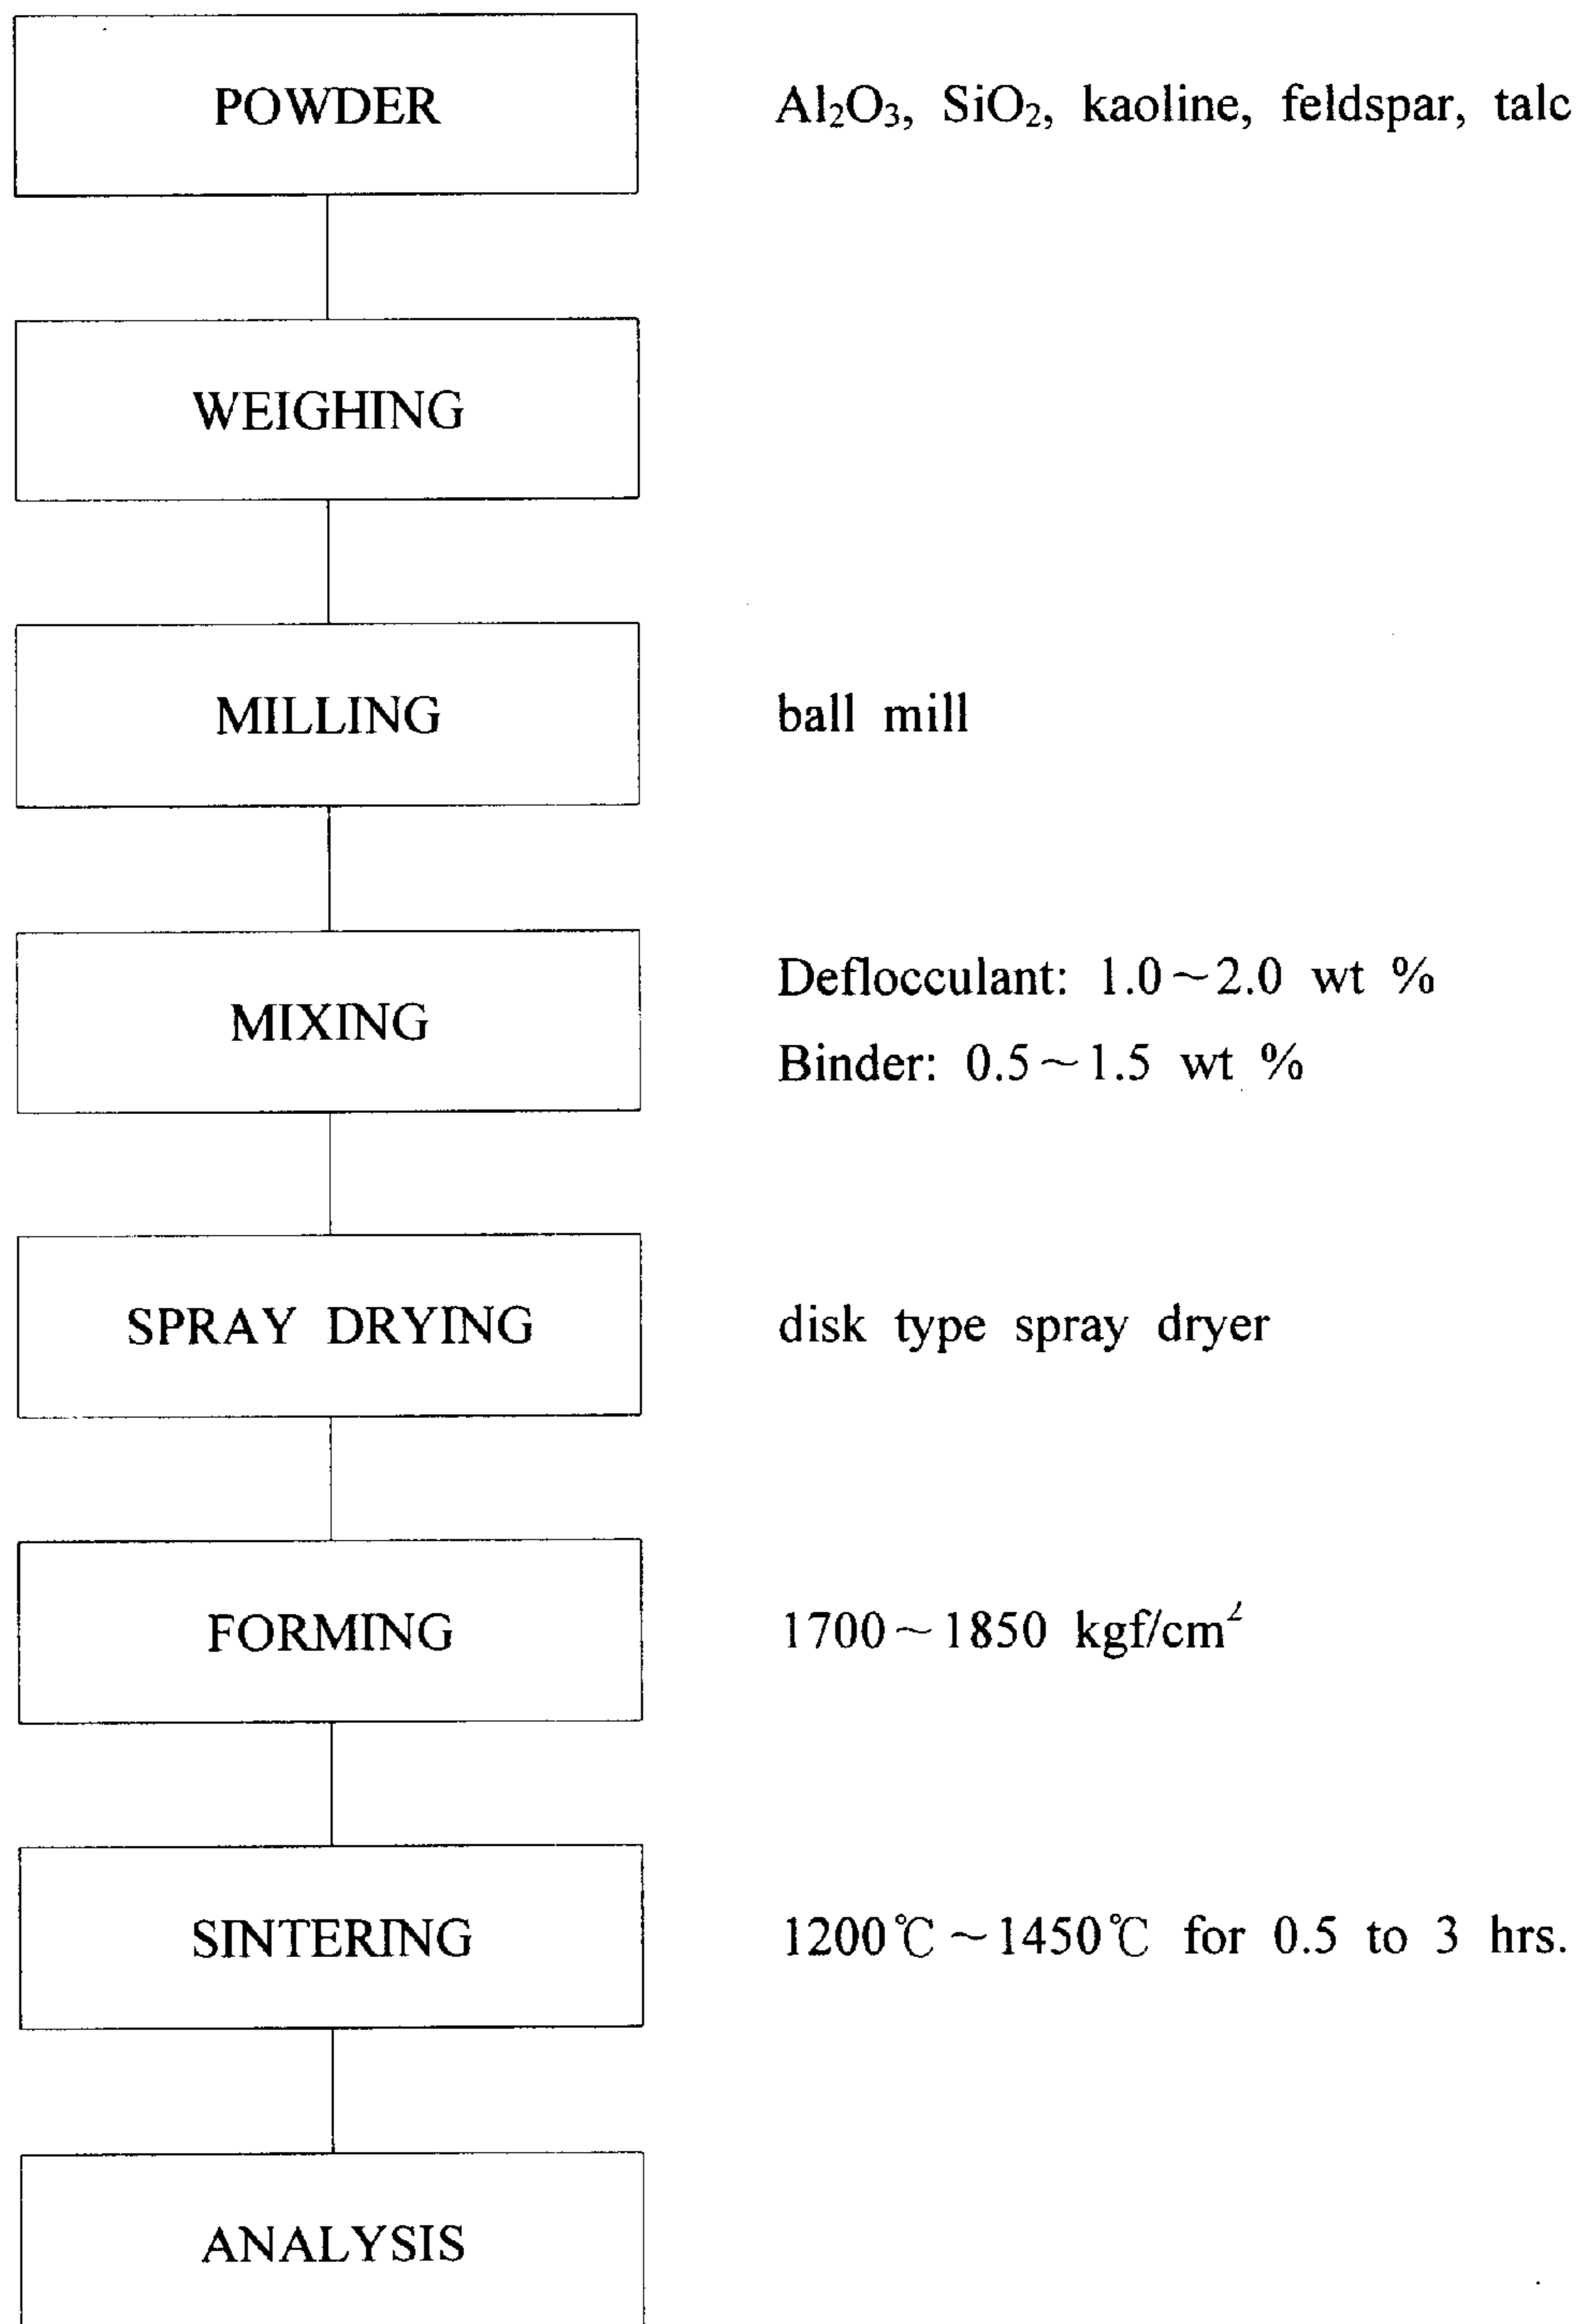 POWDER Al₂O₃, SiO₂, kaoline, feldspar, talc
WEIGHING
MILLING ball mill
MIXING
Deflocculant: 1.0~2.0 wt %
Binder: 0.5~1.5 wt %
SPRAY DRYING disk type spray dryer
FORMING 1700~1850 kgf/cm²
SINTERING 1200℃~1450℃ for 0.5 to 3 hrs.
ANALYSIS